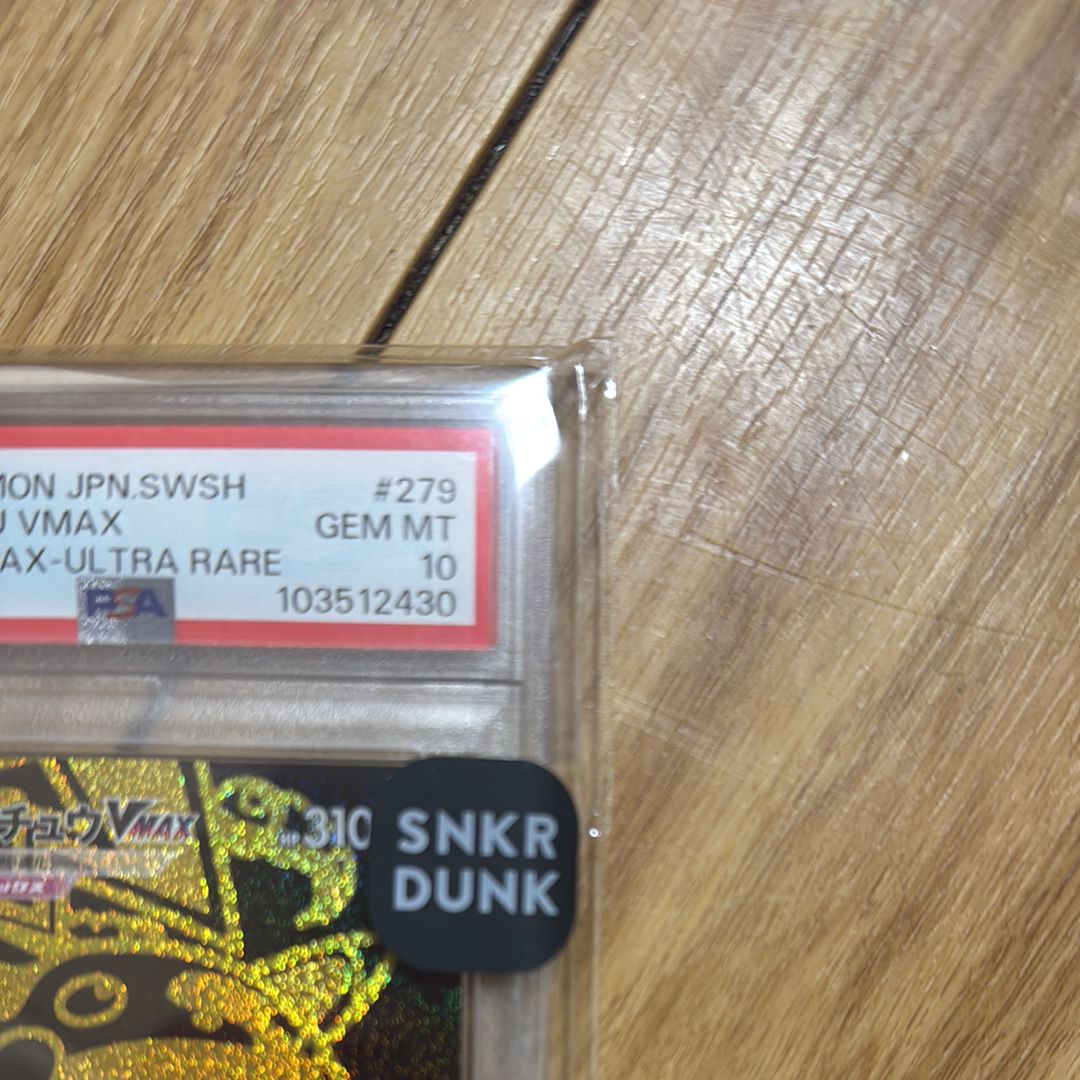 MON JPN.SWSH #279
U VMAX GEM MT
AX-ULTRA RARE 10
PSA 103512430
チュウVMAX HP310
SNKR
DUNK